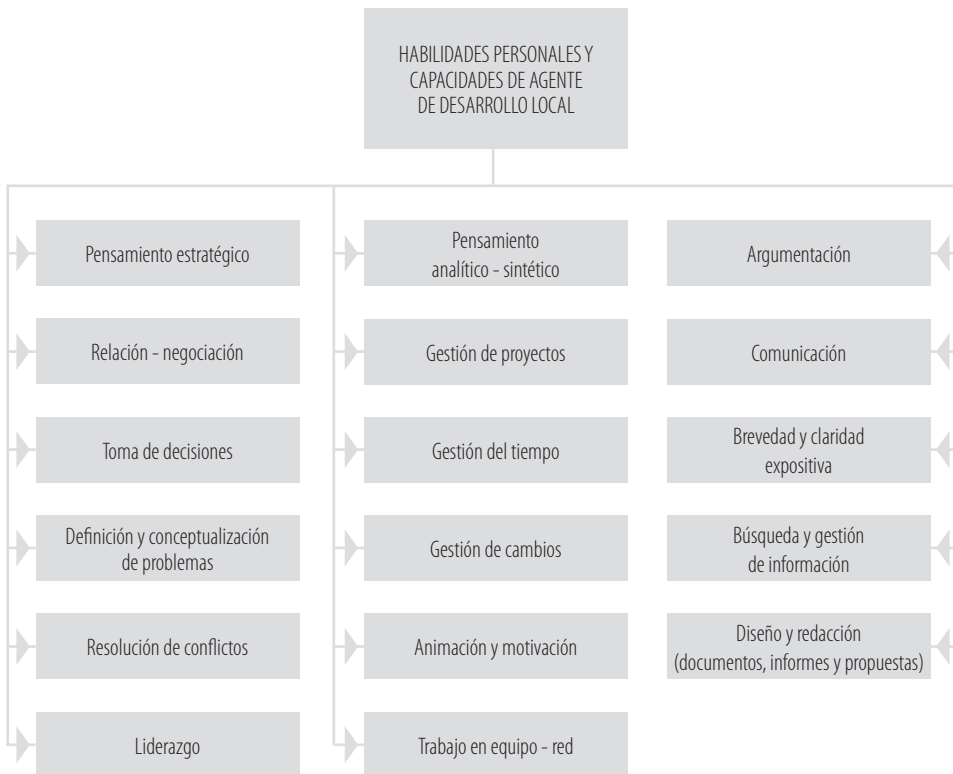 HABILIDADES PERSONALES Y
CAPACIDADES DE AGENTE
DE DESARROLLO LOCAL
Pensamiento estratégico
Relación - negociación
Toma de decisiones
Definición y conceptualización
de problemas
Resolución de conflictos
Liderazgo
Pensamiento
analítico - sintético
Gestión de proyectos
Gestión del tiempo
Gestión de cambios
Animación y motivación
Trabajo en equipo - red
Argumentación
Comunicación
Brevedad y claridad
expositiva
Búsqueda y gestión
de información
Diseño y redacción
(documentos, informes y propuestas)